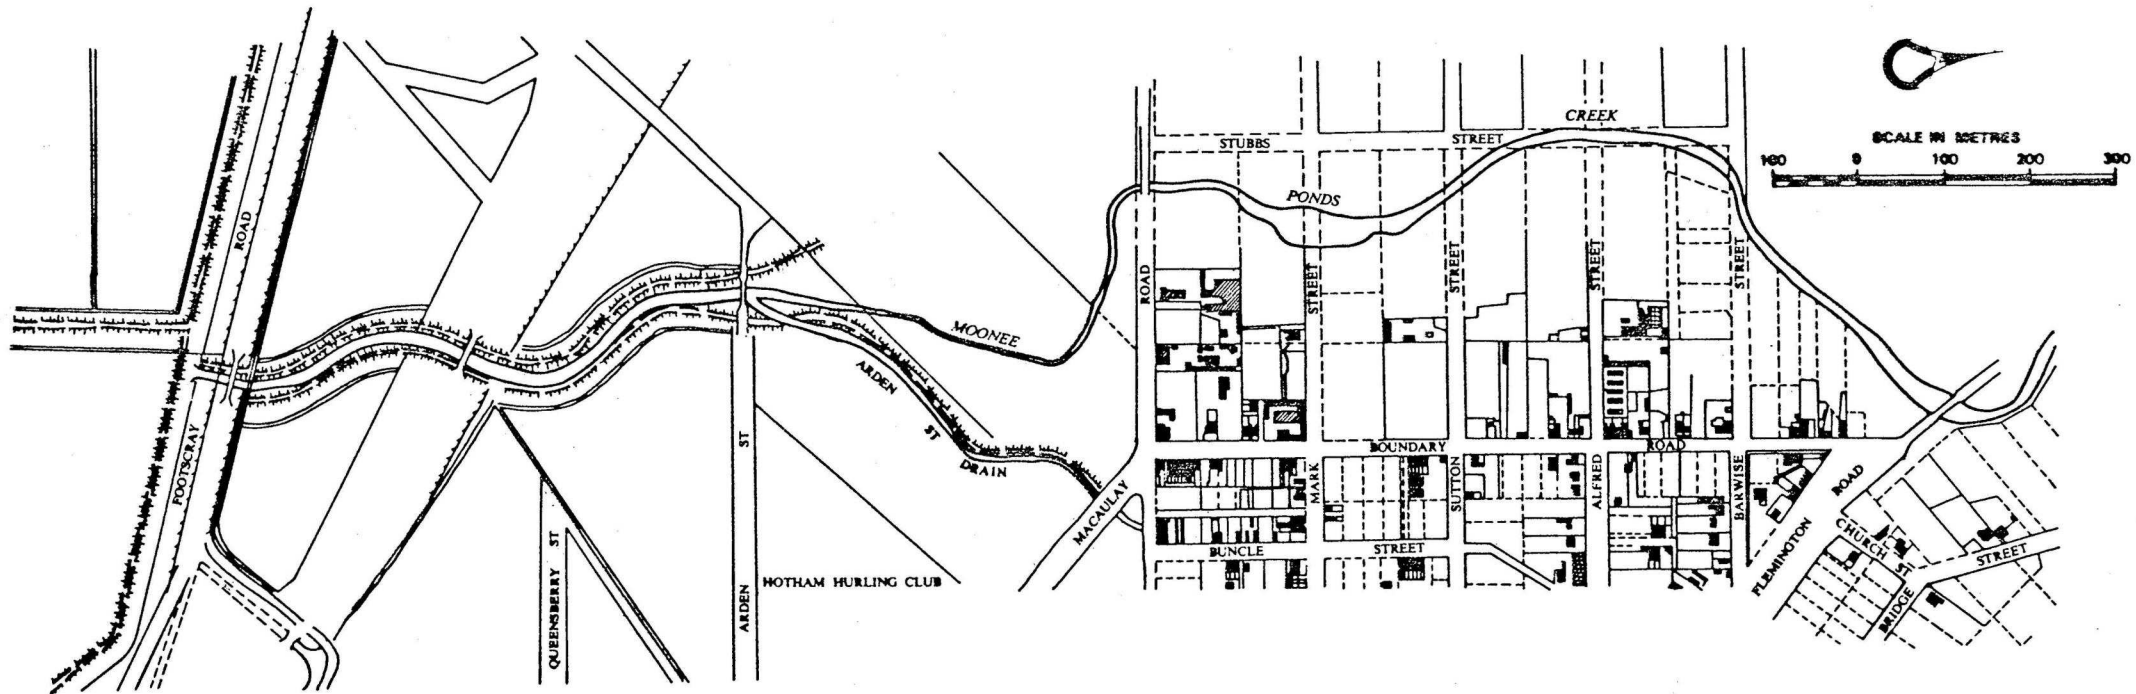 CREEK
SCALE IN METRES
100 0 100 200 300
STUBBS STREET
PONDS
ROAD
STREET
STREET
STREET
STREET
ROAD
MOONEE
ARDEN
ST
DRAIN
BOUNDARY ROAD
FOOTSCRAY
ST
MACAULAY
MARK
SUTTON
ALFRED
BARWISE
ROAD
FLEMINGTON
CHURCH
ST
STREET
BRIDGE
BUNCLE STREET
HOTHAM HURLING CLUB
QUEENSBERRY ST
ARDEN